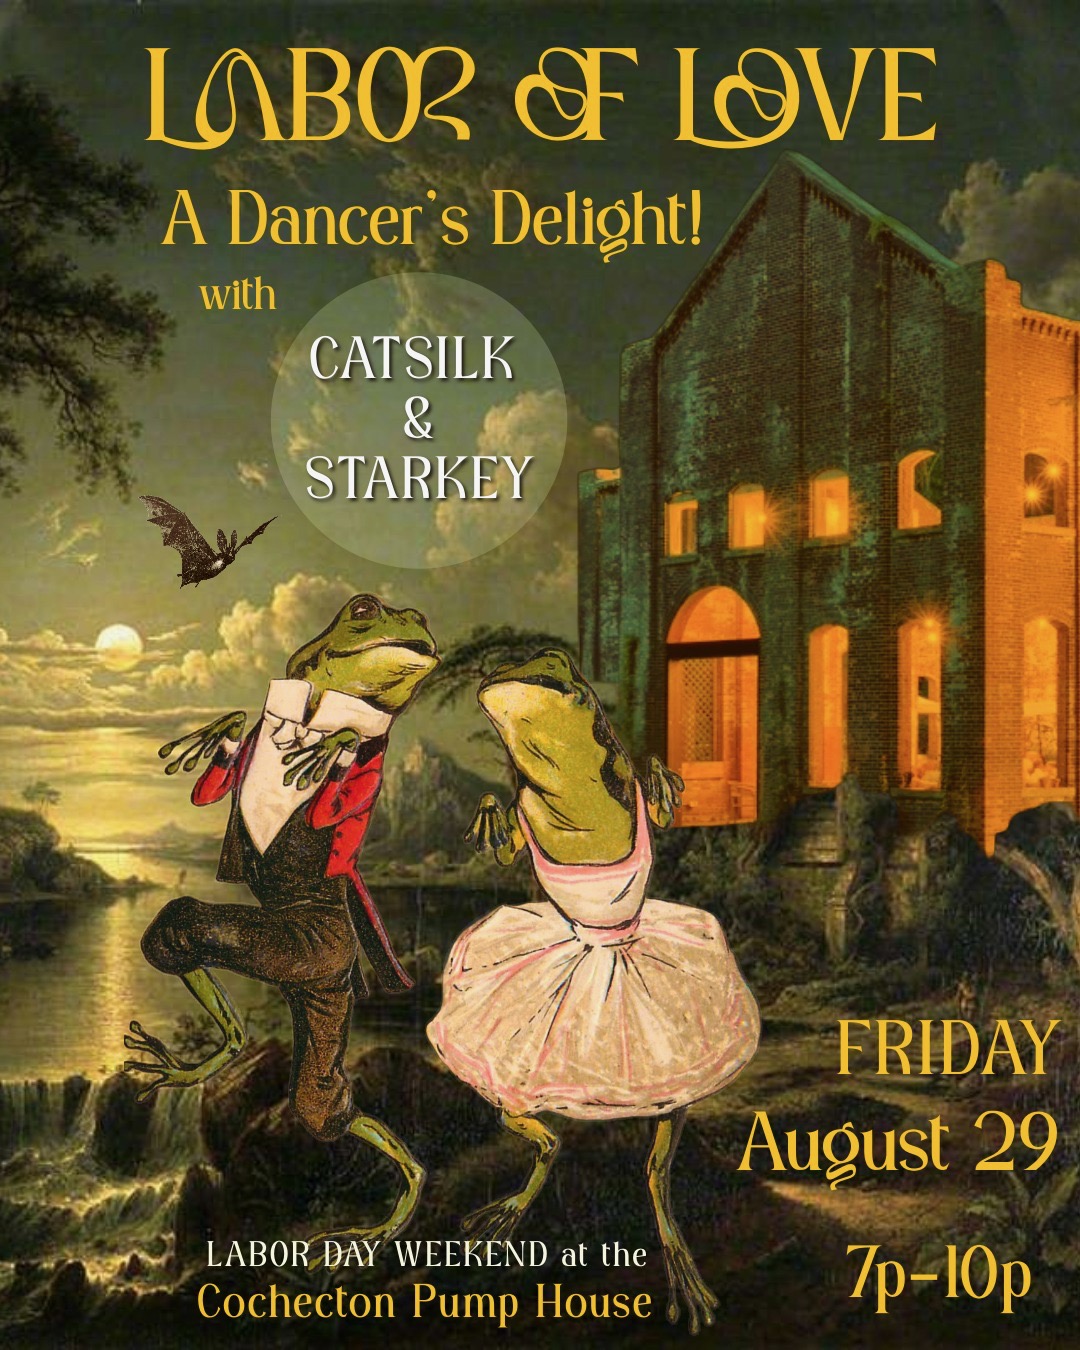 LABOR OF LOVE
A Dancer's Delight!
with
CATSILK
&
STARKEY
FRIDAY
August 29
7p-10p
LABOR DAY WEEKEND at the
Cochecton Pump House